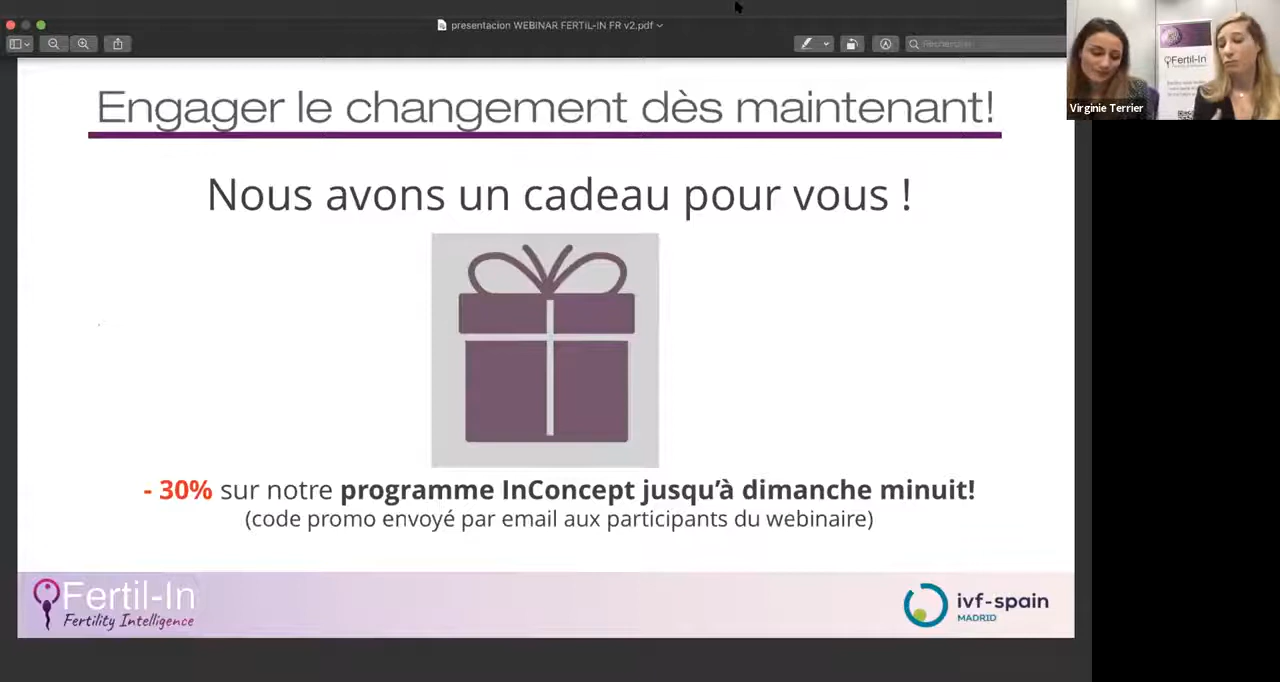 presentacion WEBINAR FERTIL-IN FR v2.pdf
Rechercher
Fertil-In
Virginie Terrier
Engager le changement dès maintenant!
Nous avons un cadeau pour vous !
- 30% sur notre programme InConcept jusqu’à dimanche minuit!
(code promo envoyé par email aux participants du webinaire)
Fertil-In
Fertility Intelligence
ivf-spain
MADRID